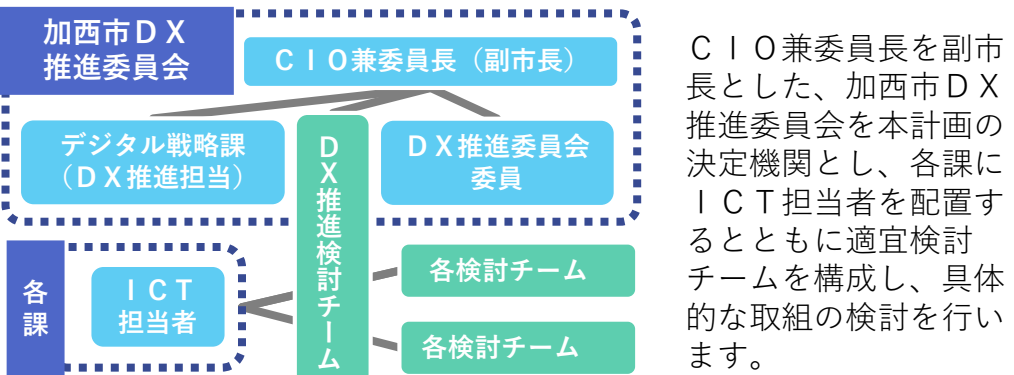 加西市ＤＸ
推進委員会
ＣＩＯ兼委員長（副市長）
デジタル戦略課
（ＤＸ推進担当）
ＤＸ推進検討チーム
ＤＸ推進委員会
委員
各課
ＩＣＴ
担当者
各検討チーム
各検討チーム
ＣＩＯ兼委員長を副市
長とした、加西市ＤＸ
推進委員会を本計画の
決定機関とし、各課に
ＩＣＴ担当者を配置す
るとともに適宜検討
チームを構成し、具体
的な取組の検討を行い
ます。